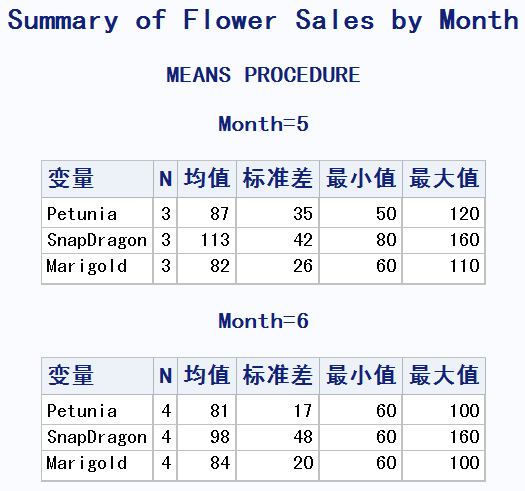 Summary of Flower Sales by Month
MEANS PROCEDURE
Month=5
变量 N 均值 标准差 最小值 最大值
Petunia 3 87 35 50 120
SnapDragon 3 113 42 80 160
Marigold 3 82 26 60 110
Month=6
变量 N 均值 标准差 最小值 最大值
Petunia 4 81 17 60 100
SnapDragon 4 98 48 60 160
Marigold 4 84 20 60 100